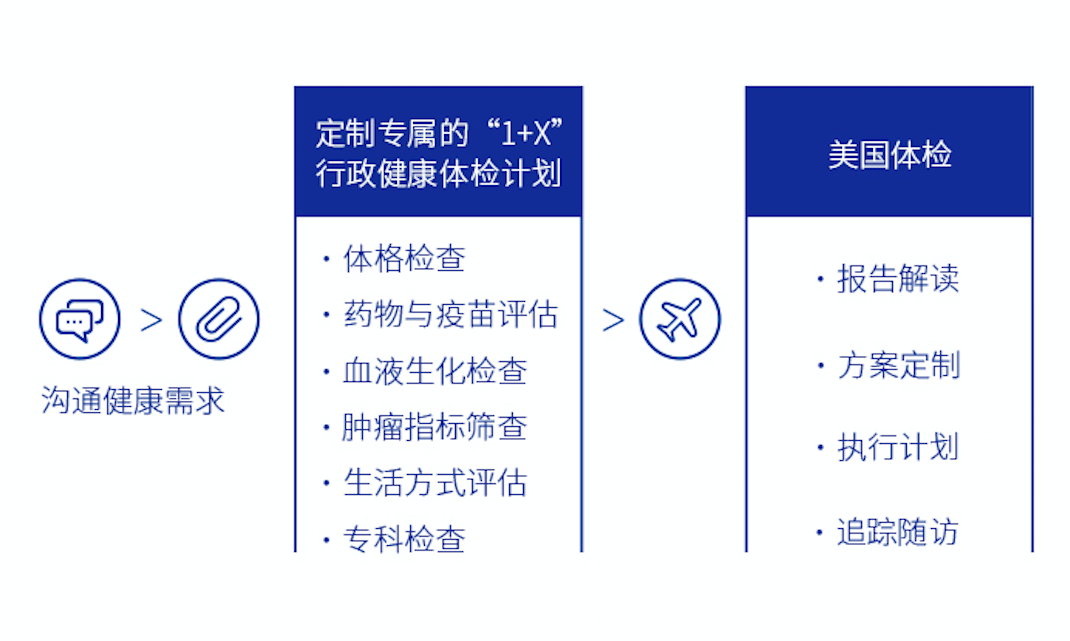 定制专属的“1+X”
行政健康体检计划
美国体检
沟通健康需求
>
>
· 体格检查
· 药物与疫苗评估
· 血液生化检查
· 肿瘤指标筛查
· 生活方式评估
· 专科检查
· 报告解读
· 方案定制
· 执行计划
· 追踪随访